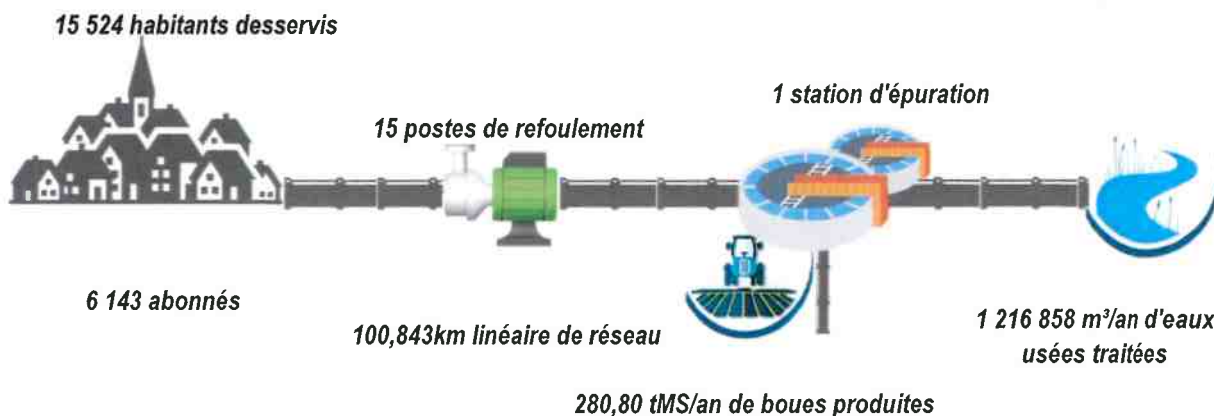 15 524 habitants desservis
1 station d'épuration
15 postes de refoulement
6 143 abonnés
100,843km linéaire de réseau
1 216 858 m³/an d'eaux
usées traitées
280,80 tMS/an de boues produites